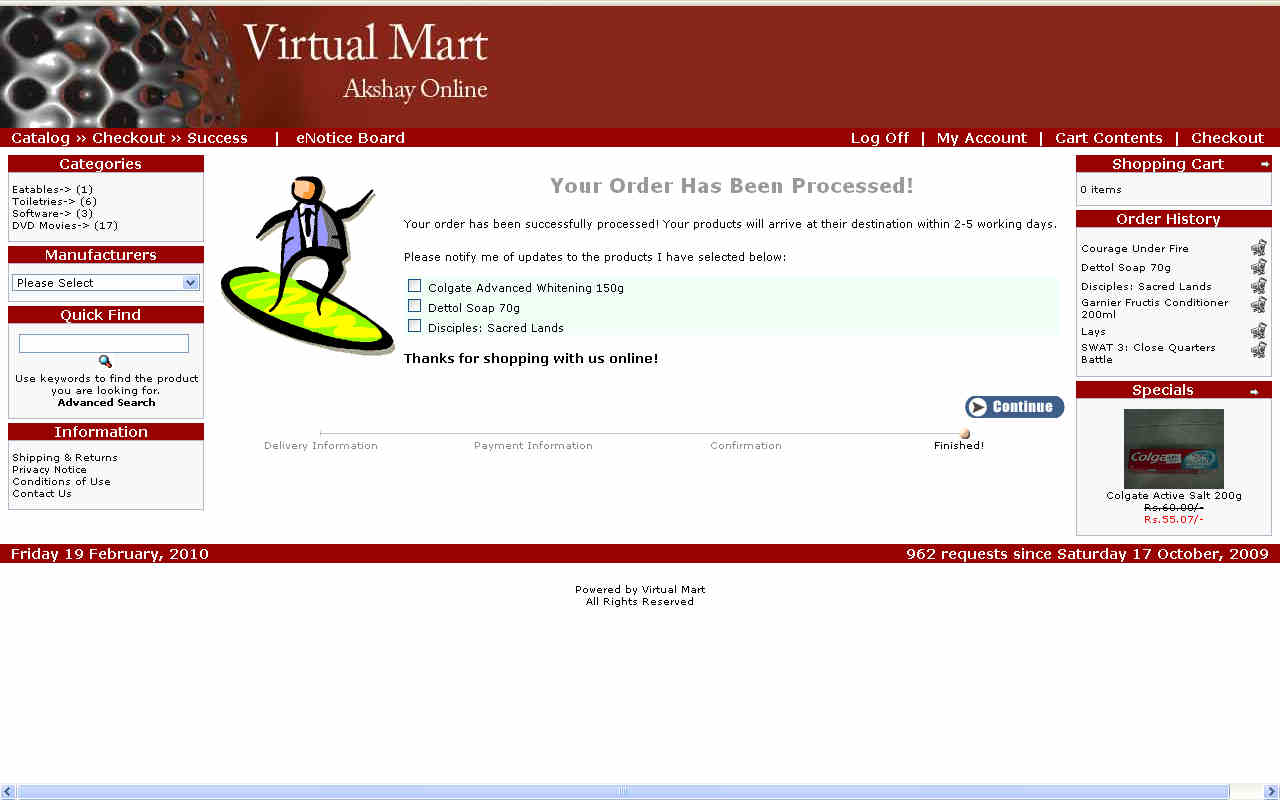 Virtual Mart
Akshay Online
Catalog »» Checkout »» Success | eNotice Board
Log Off | My Account | Cart Contents | Checkout
Categories
Eatables-> (1)
Toiletries-> (6)
Software-> (3)
DVD Movies-> (17)
Manufacturers
Please Select
Quick Find
Use keywords to find the product
you are looking for.
Advanced Search
Information
Shipping & Returns
Privacy Notice
Conditions of Use
Contact Us
Your Order Has Been Processed!
Your order has been successfully processed! Your products will arrive at their destination within 2-5 working days.
Please notify me of updates to the products I have selected below:
Colgate Advanced Whitening 150g
Dettol Soap 70g
Disciples: Sacred Lands
Thanks for shopping with us online!
Continue
Delivery Information
Payment Information
Confirmation
Finished!
Shopping Cart
0 items
Order History
Courage Under Fire
Dettol Soap 70g
Disciples: Sacred Lands
Garnier Fructis Conditioner
200ml
Lays
SWAT 3: Close Quarters
Battle
Specials
Colgate
Colgate Active Salt 200g
Rs.60.00/-
Rs.55.07/-
Friday 19 February, 2010
962 requests since Saturday 17 October, 2009
Powered by Virtual Mart
All Rights Reserved